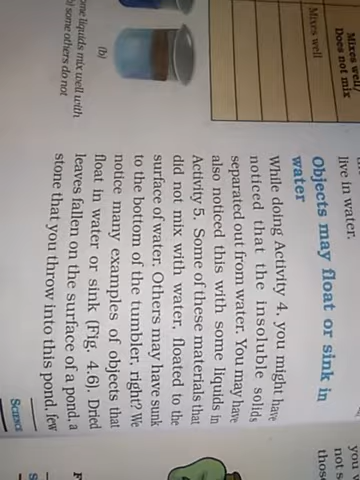 Mixes well/
Does not mix
Mixes well
(b)
me liquids mix well with
some others do not
live in water.
Objects may float or sink in
water
While doing Activity 4, you might have
noticed that the insoluble solids
separated out from water. You may have
also noticed this with some liquids in
Activity 5. Some of these materials that
did not mix with water, floated to the
surface of water. Others may have sunk
to the bottom of the tumbler, right? We
notice many examples of objects that
float in water or sink (Fig. 4.6). Dried
leaves fallen on the surface of a pond, a
stone that you throw into this pond, few
SCIENCE
you
not s
those
F